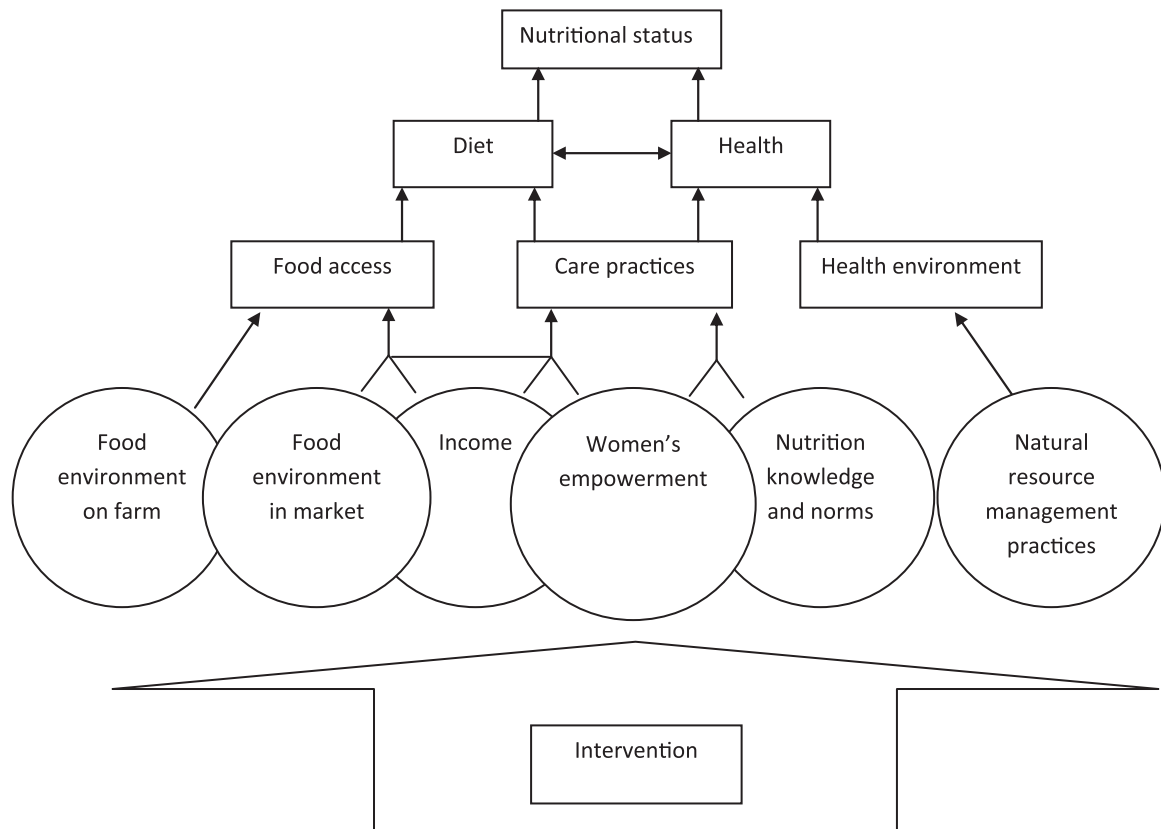 Nutritional status
Diet
Health
Food access
Care practices
Health environment
Food
environment
on farm
Food
environment
in market
Income
Women’s
empowerment
Nutrition
knowledge
and norms
Natural
resource
management
practices
Intervention